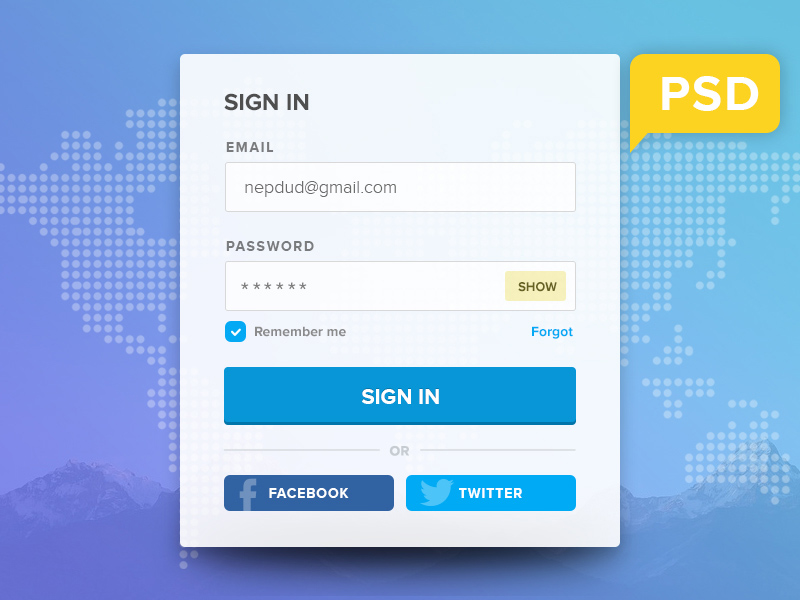 PSD
SIGN IN
EMAIL
nepdud@gmail.com
PASSWORD
****** SHOW
Remember me Forgot
SIGN IN
OR
FACEBOOK TWITTER